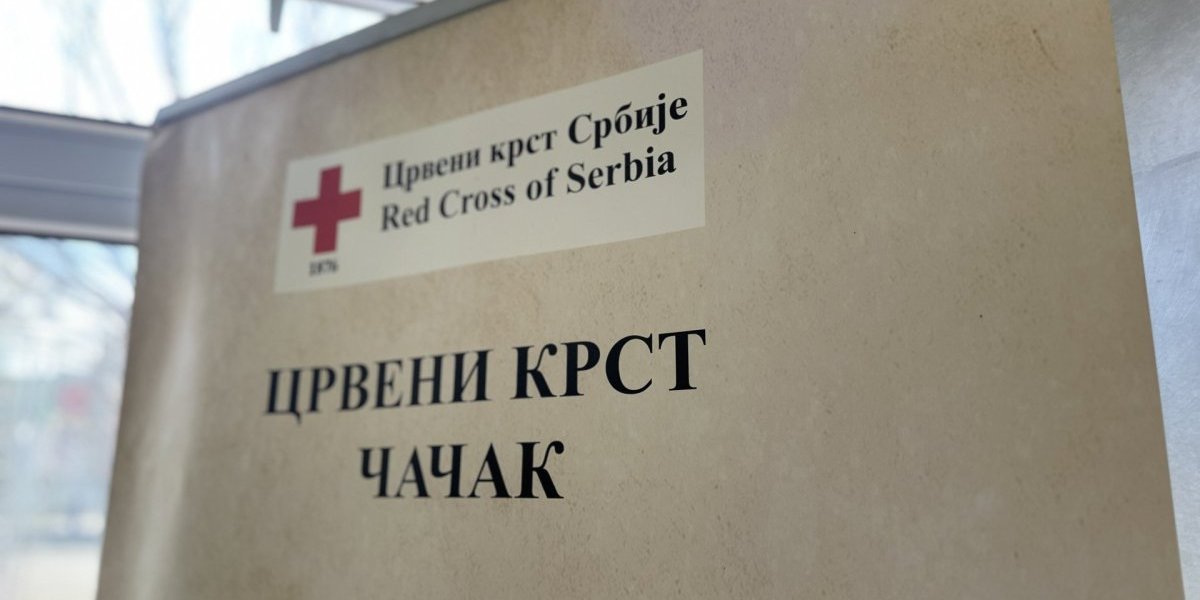 Црвени крст Србије
Red Cross of Serbia
1876
ЦРВЕНИ КРСТ
ЧАЧАК